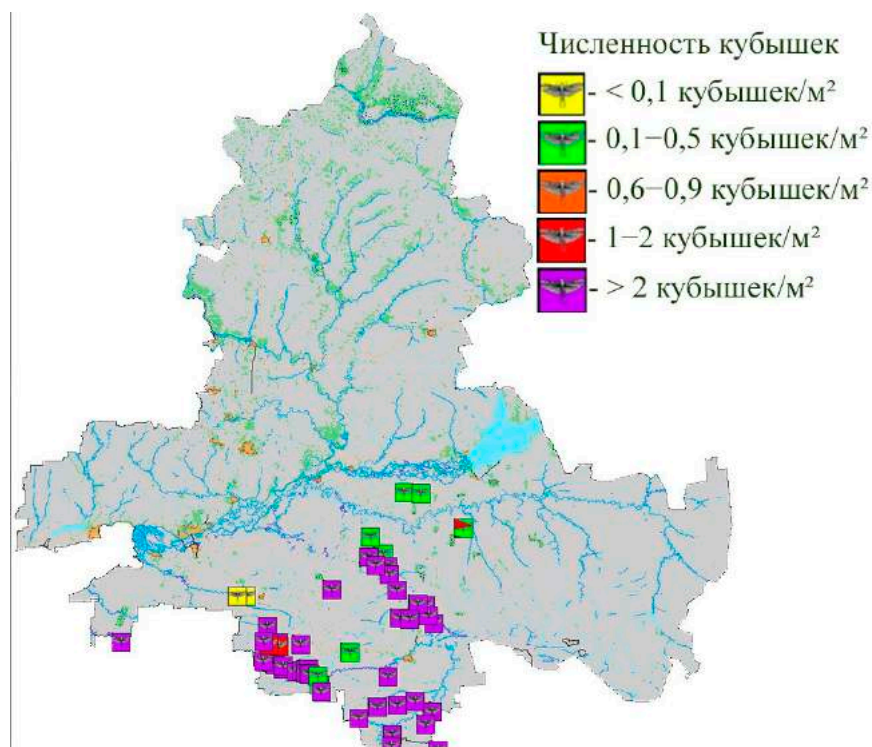 Численность кубышек
- < 0,1 кубышек/м²
- 0,1−0,5 кубышек/м²
- 0,6−0,9 кубышек/м²
- 1−2 кубышек/м²
- > 2 кубышек/м²